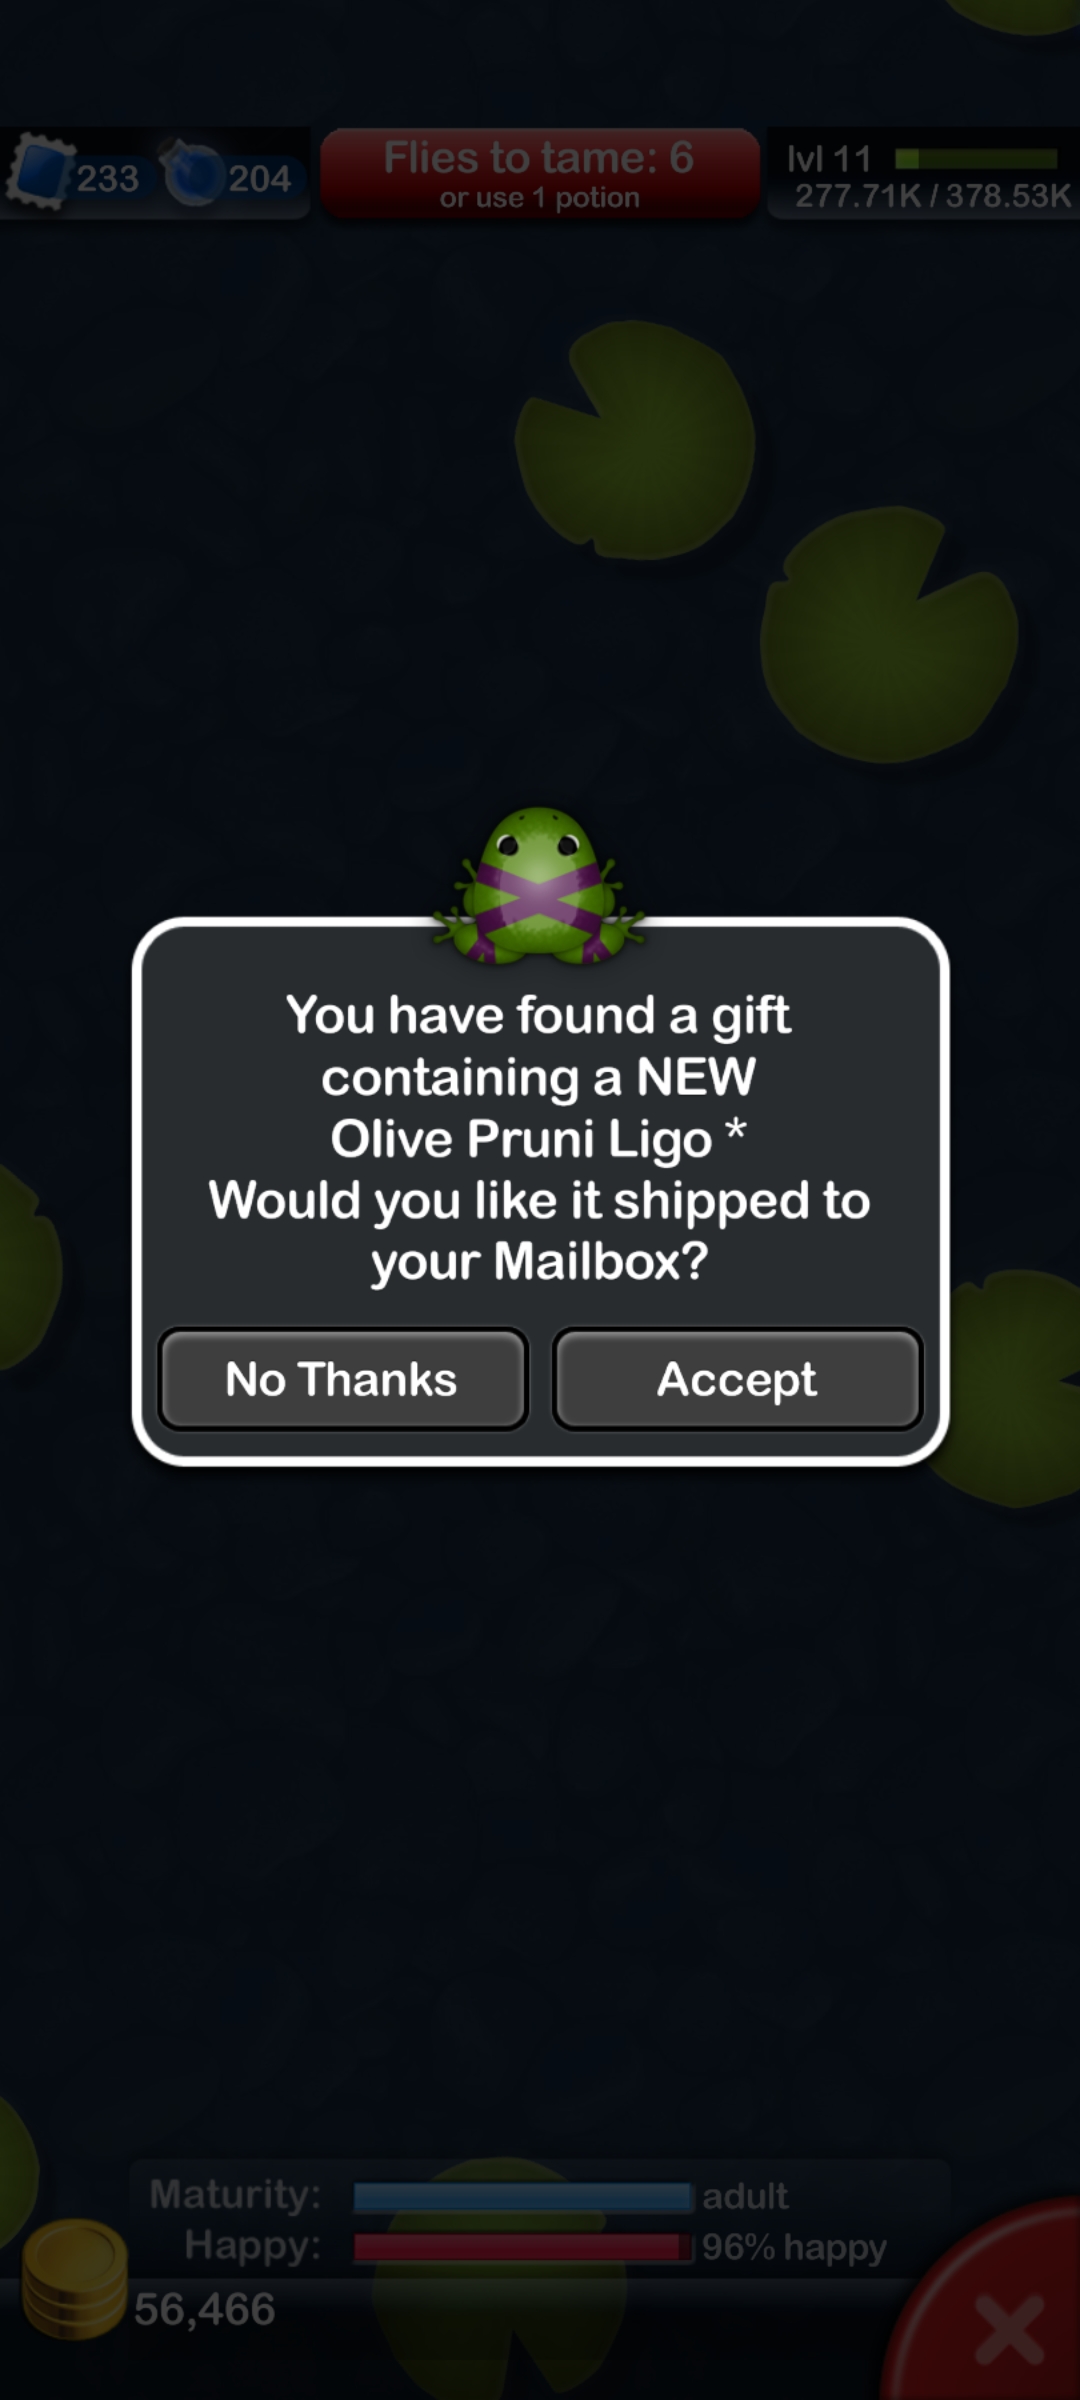 233
204
Flies to tame: 6
or use 1 potion
lvl 11
277.71K / 378.53K
You have found a gift
containing a NEW
Olive Pruni Ligo *
Would you like it shipped to
your Mailbox?
No Thanks
Accept
Maturity: adult
Happy: 96% happy
56,466